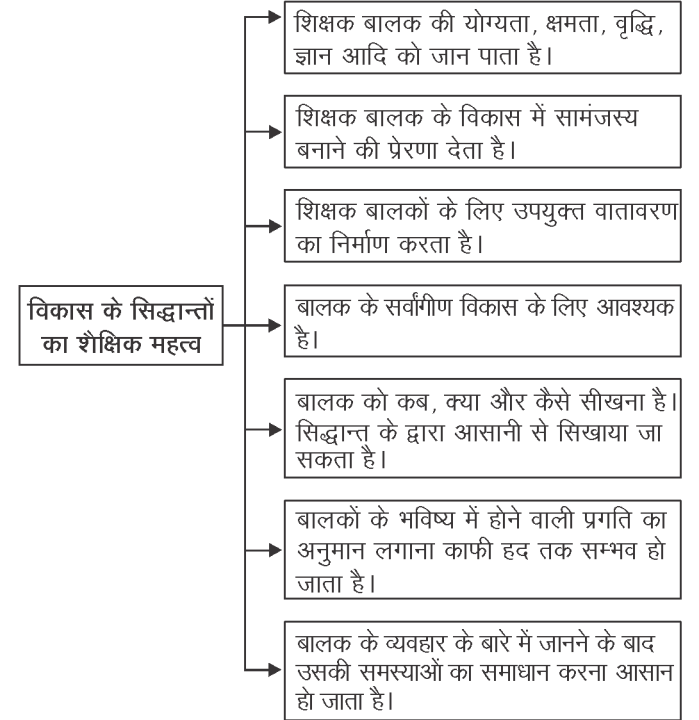 शिक्षक बालक की योग्यता, क्षमता, वृद्धि,
ज्ञान आदि को जान पाता है।
शिक्षक बालक के विकास में सामंजस्य
बनाने की प्रेरणा देता है।
शिक्षक बालकों के लिए उपयुक्त वातावरण
का निर्माण करता है।
विकास के सिद्धान्तों
का शैक्षिक महत्व
बालक के सर्वांगीण विकास के लिए आवश्यक
है।
बालक को कब, क्या और कैसे सीखना है।
सिद्धान्त के द्वारा आसानी से सिखाया जा
सकता है।
बालकों के भविष्य में होने वाली प्रगति का
अनुमान लगाना काफी हद तक सम्भव हो
जाता है।
बालक के व्यवहार के बारे में जानने के बाद
उसकी समस्याओं का समाधान करना आसान
हो जाता है।